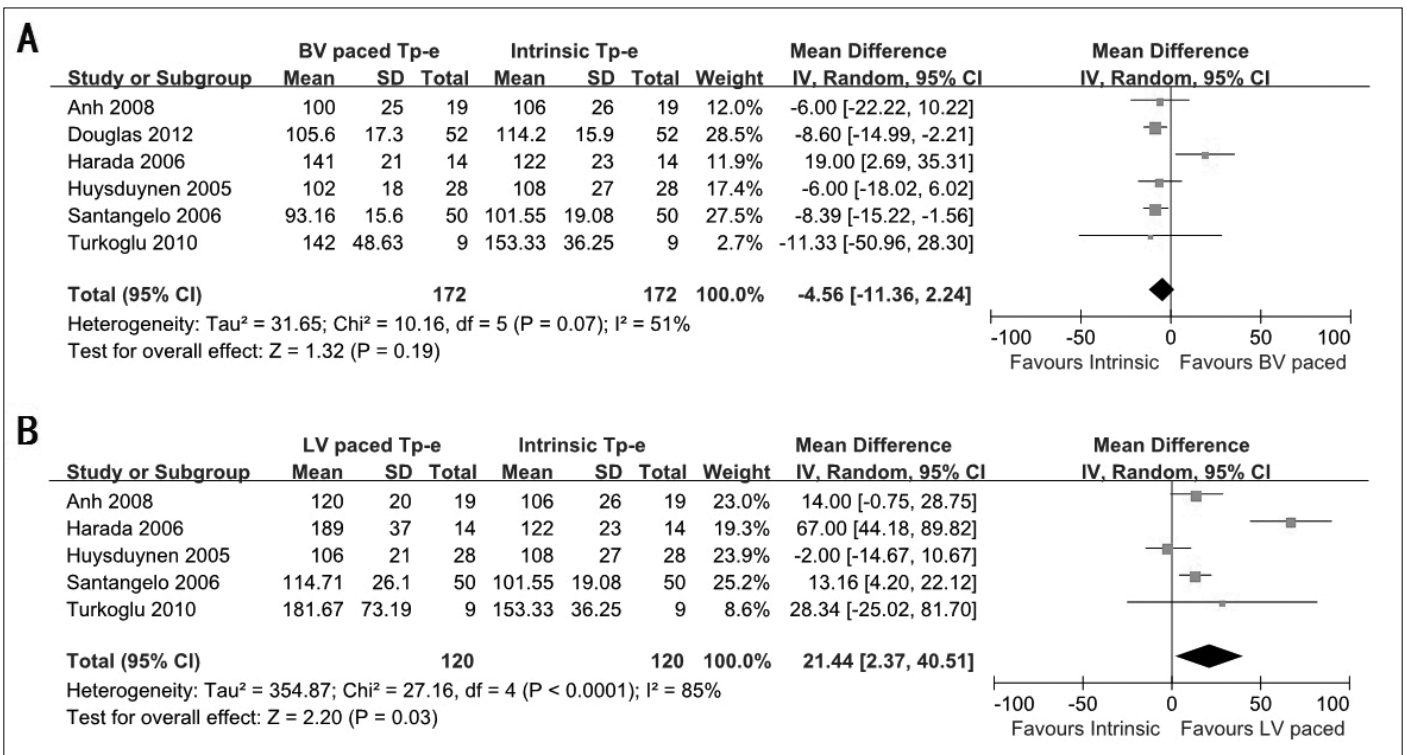 A
BV paced Tp-e Intrinsic Tp-e Mean Difference Mean Difference
Study or Subgroup Mean SD Total Mean SD Total Weight IV, Random, 95% CI IV, Random, 95% CI
Anh 2008 100 25 19 106 26 19 12.0% -6.00 [-22.22, 10.22]
Douglas 2012 105.6 17.3 52 114.2 15.9 52 28.5% -8.60 [-14.99, -2.21]
Harada 2006 141 21 14 122 23 14 11.9% 19.00 [2.69, 35.31]
Huysduynen 2005 102 18 28 108 27 28 17.4% -6.00 [-18.02, 6.02]
Santangelo 2006 93.16 15.6 50 101.55 19.08 50 27.5% -8.39 [-15.22, -1.56]
Turkoglu 2010 142 48.63 9 153.33 36.25 9 2.7% -11.33 [-50.96, 28.30]
Total (95% CI) 172 172 100.0% -4.56 [-11.36, 2.24]
Heterogeneity: Tau² = 31.65; Chi² = 10.16, df = 5 (P = 0.07); I² = 51%
Test for overall effect: Z = 1.32 (P = 0.19)
-100 -50 0 50 100
Favours Intrinsic Favours BV paced
B
LV paced Tp-e Intrinsic Tp-e Mean Difference Mean Difference
Study or Subgroup Mean SD Total Mean SD Total Weight IV, Random, 95% CI IV, Random, 95% CI
Anh 2008 120 20 19 106 26 19 23.0% 14.00 [-0.75, 28.75]
Harada 2006 189 37 14 122 23 14 19.3% 67.00 [44.18, 89.82]
Huysduynen 2005 106 21 28 108 27 28 23.9% -2.00 [-14.67, 10.67]
Santangelo 2006 114.71 26.1 50 101.55 19.08 50 25.2% 13.16 [4.20, 22.12]
Turkoglu 2010 181.67 73.19 9 153.33 36.25 9 8.6% 28.34 [-25.02, 81.70]
Total (95% CI) 120 120 100.0% 21.44 [2.37, 40.51]
Heterogeneity: Tau² = 354.87; Chi² = 27.16, df = 4 (P < 0.0001); I² = 85%
Test for overall effect: Z = 2.20 (P = 0.03)
-100 -50 0 50 100
Favours Intrinsic Favours LV paced